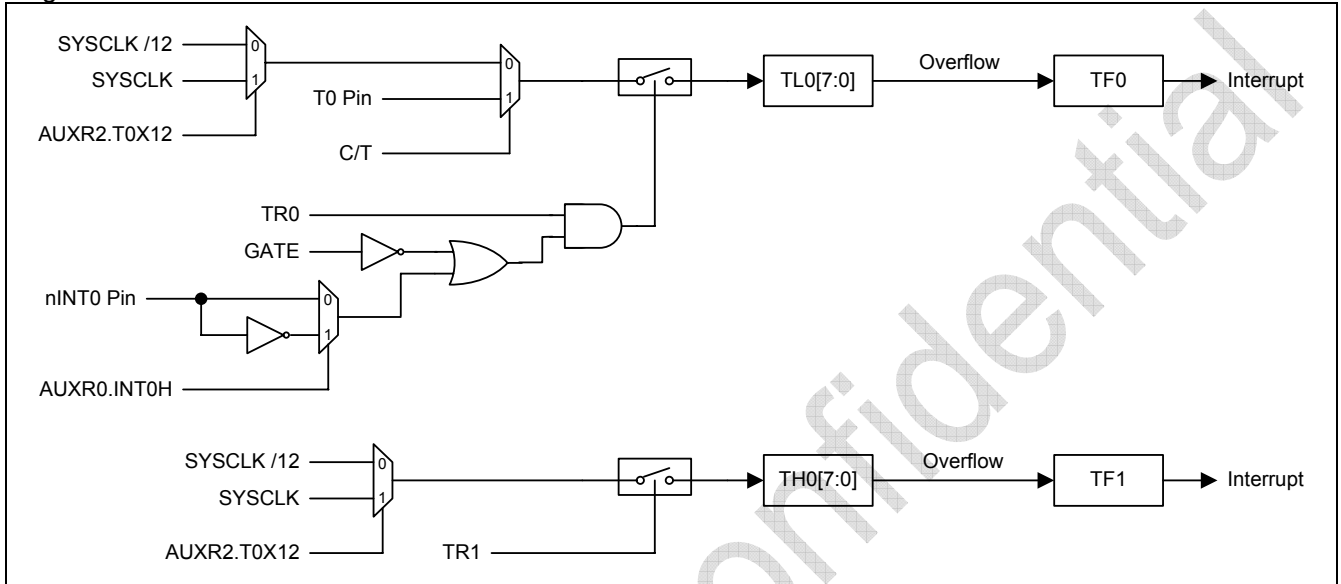 SYSCLK /12
0
SYSCLK
1
AUXR2.T0X12
0
T0 Pin
1
C/T
TL0[7:0]
Overflow
TF0
Interrupt
TR0
GATE
nINT0 Pin
0
1
AUXR0.INT0H
SYSCLK /12
0
SYSCLK
1
AUXR2.T0X12
TR1
TH0[7:0]
Overflow
TF1
Interrupt
onfidential